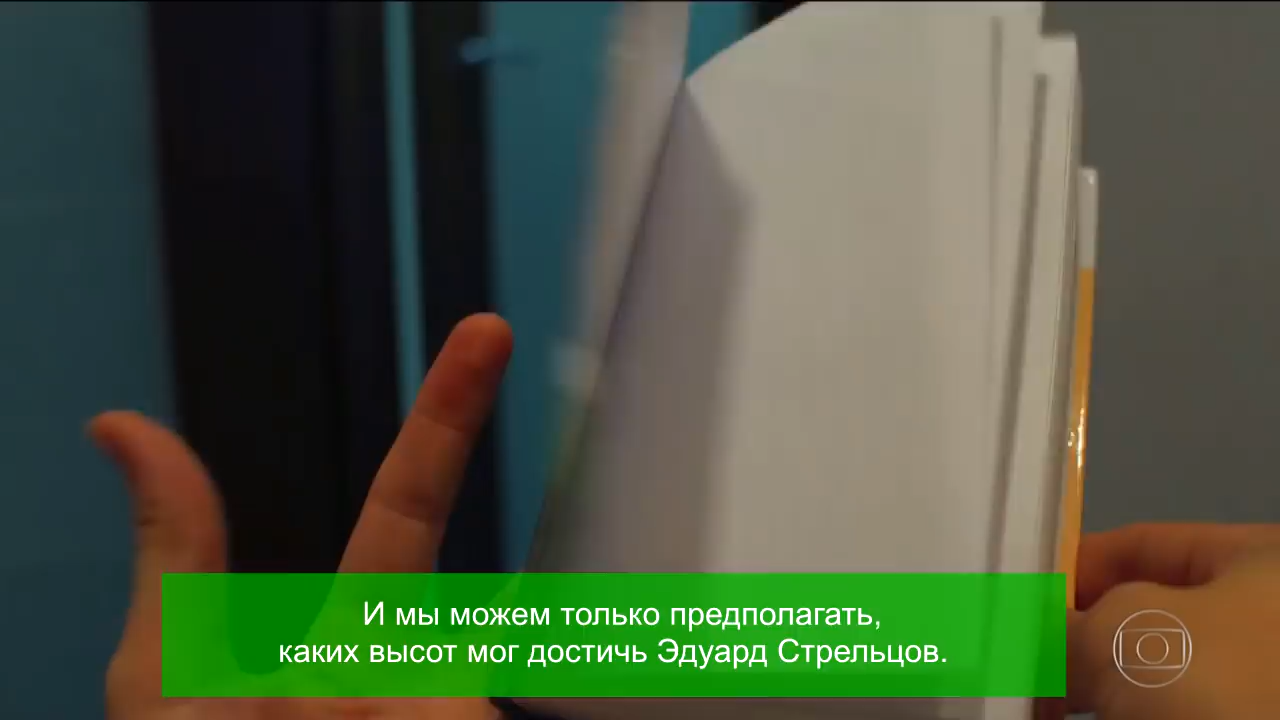 И мы можем только предполагать,
каких высот мог достичь Эдуард Стрельцов.